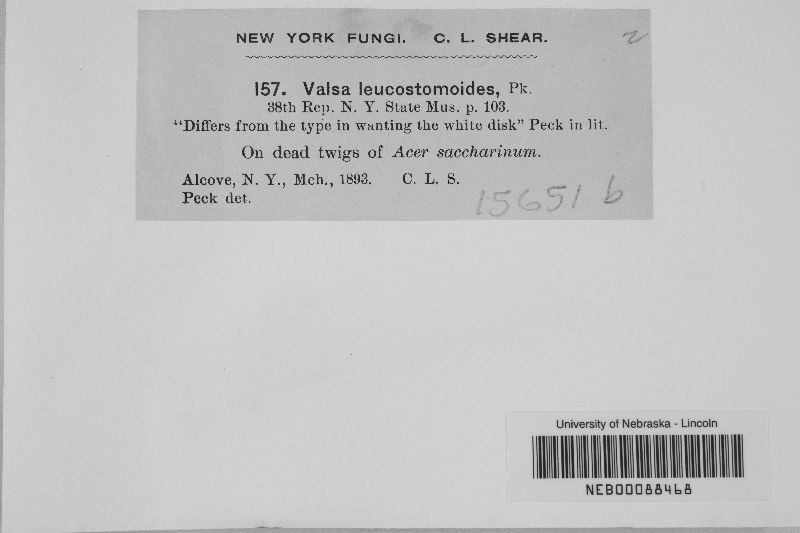 NEW YORK FUNGI. C. L. SHEAR.
157. Valsa leucostomoides, Pk.
38th Rep. N. Y. State Mus. p. 103.
"Differs from the type in wanting the white disk" Peck in lit.
On dead twigs of Acer saccharinum.
Alcove, N. Y., Mch., 1893. C. L. S.
Peck det.
15651 b
University of Nebraska - Lincoln
NEB00088468